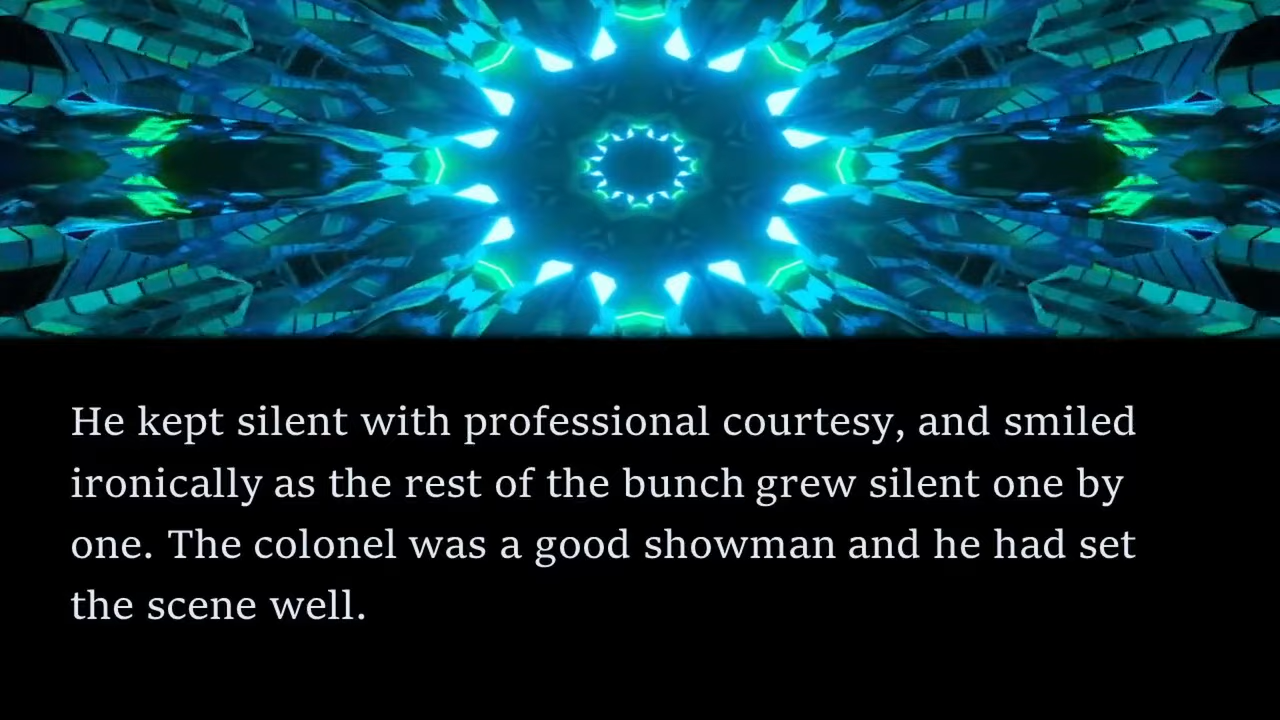 He kept silent with professional courtesy, and smiled
ironically as the rest of the bunch grew silent one by
one. The colonel was a good showman and he had set
the scene well.